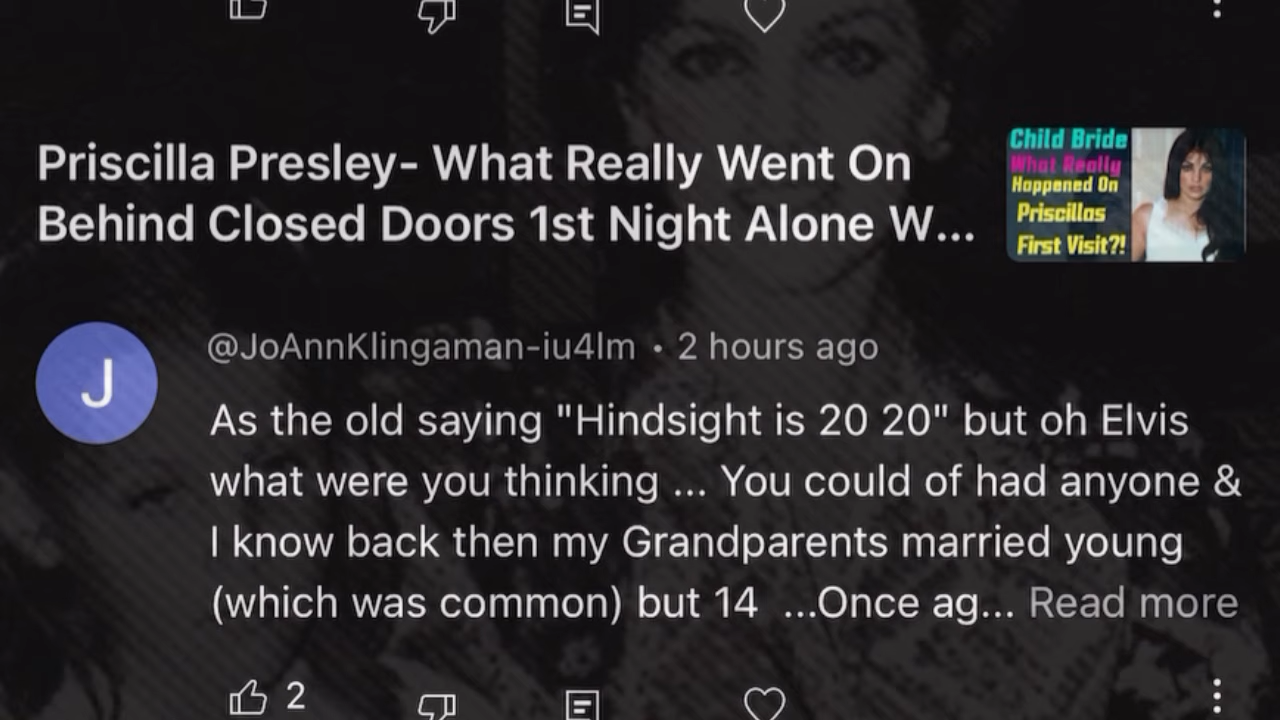 Priscilla Presley- What Really Went On
Behind Closed Doors 1st Night Alone W...
Child Bride
What Really
Happened On
Priscillas
First Visit?!
J
@JoAnnKlingaman-iu4lm • 2 hours ago
As the old saying "Hindsight is 20 20" but oh Elvis
what were you thinking ... You could of had anyone &
I know back then my Grandparents married young
(which was common) but 14 ...Once ag... Read more
2